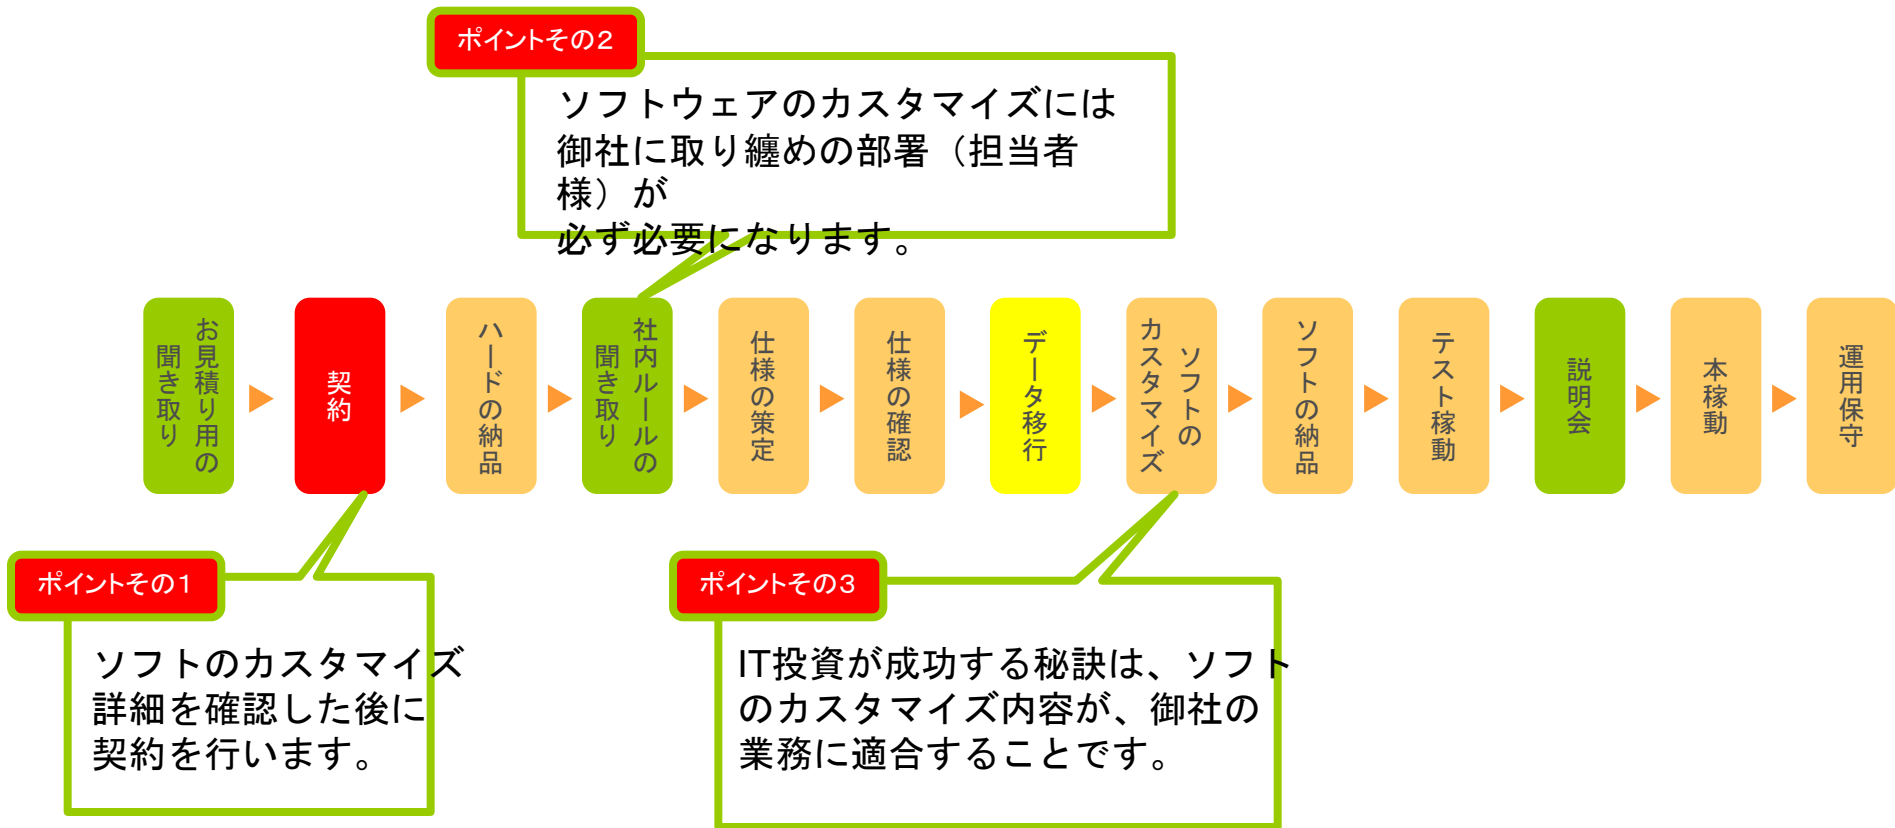 ポイントその2
ソフトウェアのカスタマイズには
御社に取り纏めの部署（担当者
様）が
必ず必要になります。
お見積り用の
聞き取り
契約
ハードの納品
社内ルールの
聞き取り
仕様の策定
仕様の確認
データ移行
ソフトの
カスタマイズ
ソフトの納品
テスト稼動
説明会
本稼動
運用保守
ポイントその1
ソフトのカスタマイズ
詳細を確認した後に
契約を行います。
ポイントその3
IT投資が成功する秘訣は、ソフト
のカスタマイズ内容が、御社の
業務に適合することです。